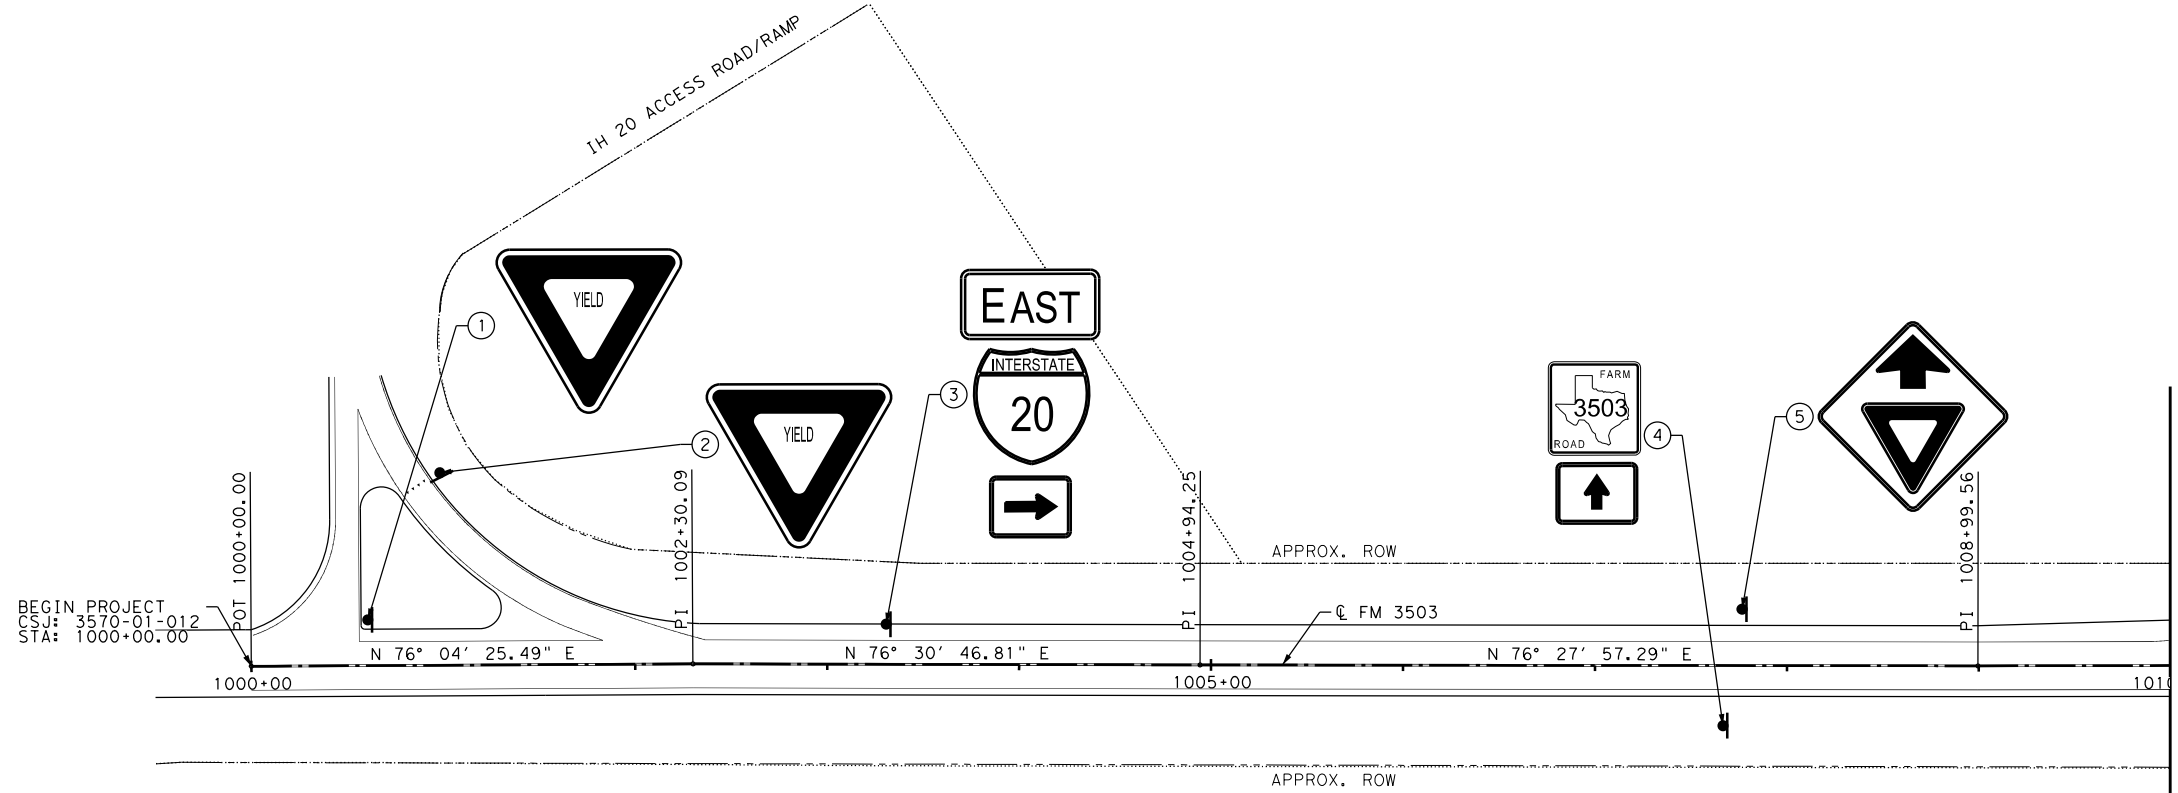 IH 20 ACCESS ROAD/RAMP
YIELD
1
YIELD
2
EAST
INTERSTATE
20
3
FARM
3503
ROAD
4
5
POT 1000+00.00
PI 1002+30.09
PI 1004+94.25
PI 1008+99.56
APPROX. ROW
BEGIN PROJECT
CSJ: 3570-01-012
STA: 1000+00.00
℄ FM 3503
N 76° 04' 25.49" E
N 76° 30' 46.81" E
N 76° 27' 57.29" E
1000+00
1005+00
APPROX. ROW